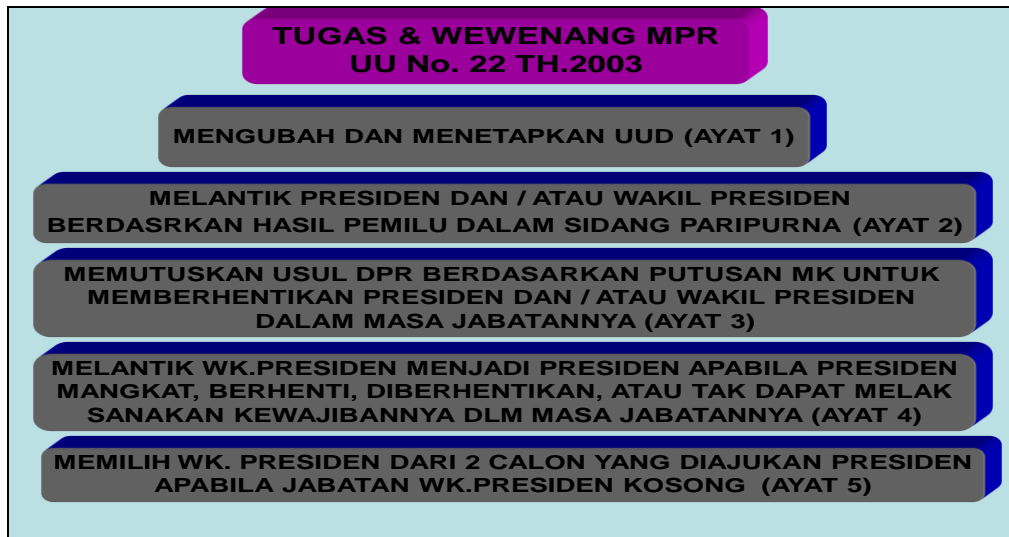 TUGAS & WEWENANG MPR
UU No. 22 TH.2003
MENGUBAH DAN MENETAPKAN UUD (AYAT 1)
MELANTIK PRESIDEN DAN / ATAU WAKIL PRESIDEN
BERDASRKAN HASIL PEMILU DALAM SIDANG PARIPURNA (AYAT 2)
MEMUTUSKAN USUL DPR BERDASARKAN PUTUSAN MK UNTUK
MEMBERHENTIKAN PRESIDEN DAN / ATAU WAKIL PRESIDEN
DALAM MASA JABATANNYA (AYAT 3)
MELANTIK WK.PRESIDEN MENJADI PRESIDEN APABILA PRESIDEN
MANGKAT, BERHENTI, DIBERHENTIKAN, ATAU TAK DAPAT MELAK
SANAKAN KEWAJIBANNYA DLM MASA JABATANNYA (AYAT 4)
MEMILIH WK. PRESIDEN DARI 2 CALON YANG DIAJUKAN PRESIDEN
APABILA JABATAN WK.PRESIDEN KOSONG (AYAT 5)